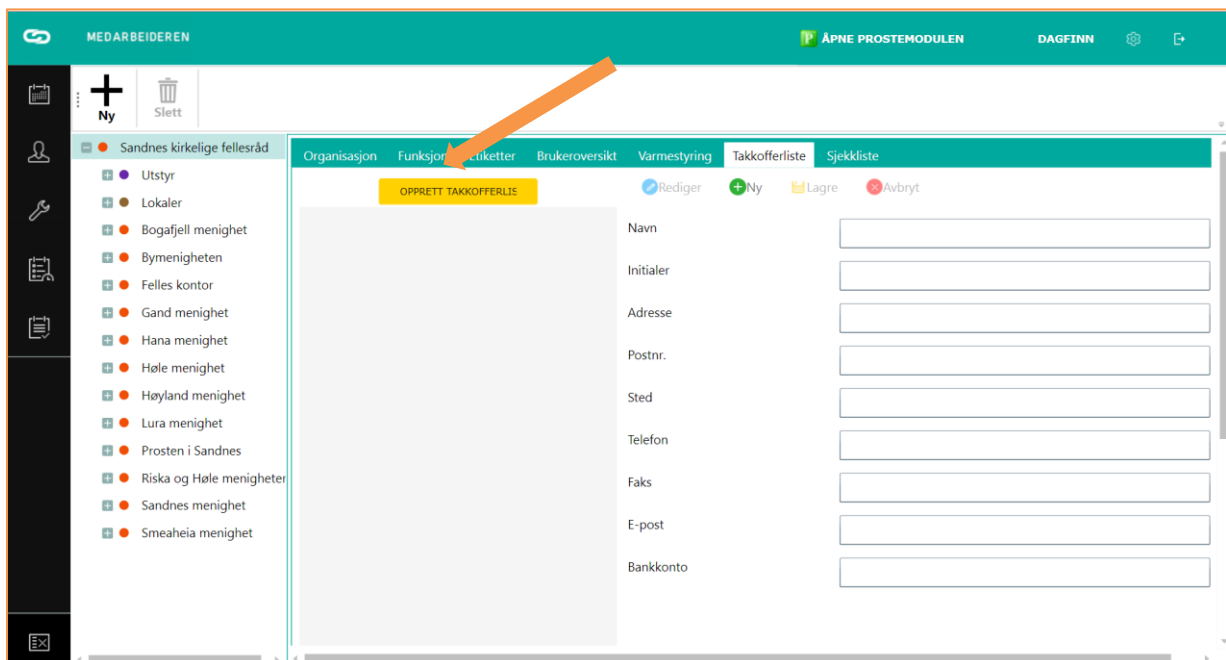 MEDARBEIDEREN
ÅPNE PROSTEMODULEN
DAGFINN
Ny
Slett
Sandnes kirkelige fellesråd
Utstyr
Lokaler
Bogafjell menighet
Bymenigheten
Felles kontor
Gand menighet
Hana menighet
Høle menighet
Høyland menighet
Lura menighet
Prosten i Sandnes
Riska og Høle menigheter
Sandnes menighet
Smeaheia menighet
Organisasjon Funksjon Brukeroversikt Varmestyring Takkofferliste Sjekkliste
OPPRETT TAKKOFFERLIS
Rediger Ny Lagre Avbryt
Navn
Initialer
Adresse
Postnr.
Sted
Telefon
Faks
E-post
Bankkonto